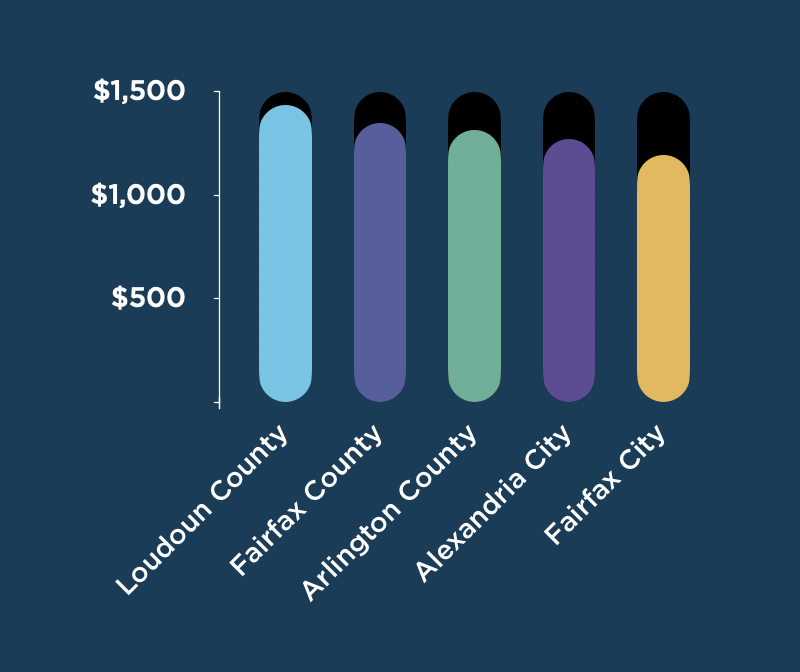 $1,500
$1,000
$500
Loudoun County
Fairfax County
Arlington County
Alexandria City
Fairfax City